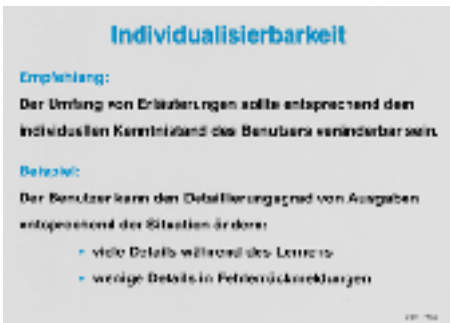 Individualisierbarkeit
Empfehlung:
Der Umfang von Erläuterungen sollte entsprechend dem
individuellen Kenntnistand des Benutzers veränderbar sein.
Beispiel:
Der Benutzer kann den Detaillierungsgrad von Ausgaben
entsprechend der Situation ändern:
• viele Details während des Lernens
• wenige Details in Fehlerrückmeldungen